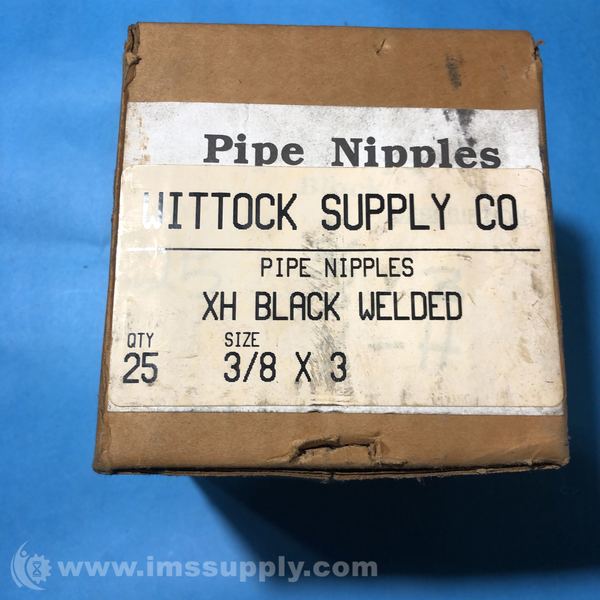 Pipe Nipples
WITTOCK SUPPLY CO
PIPE NIPPLES
XH BLACK WELDED
QTY SIZE
25 3/8 X 3
www.imssupply.com